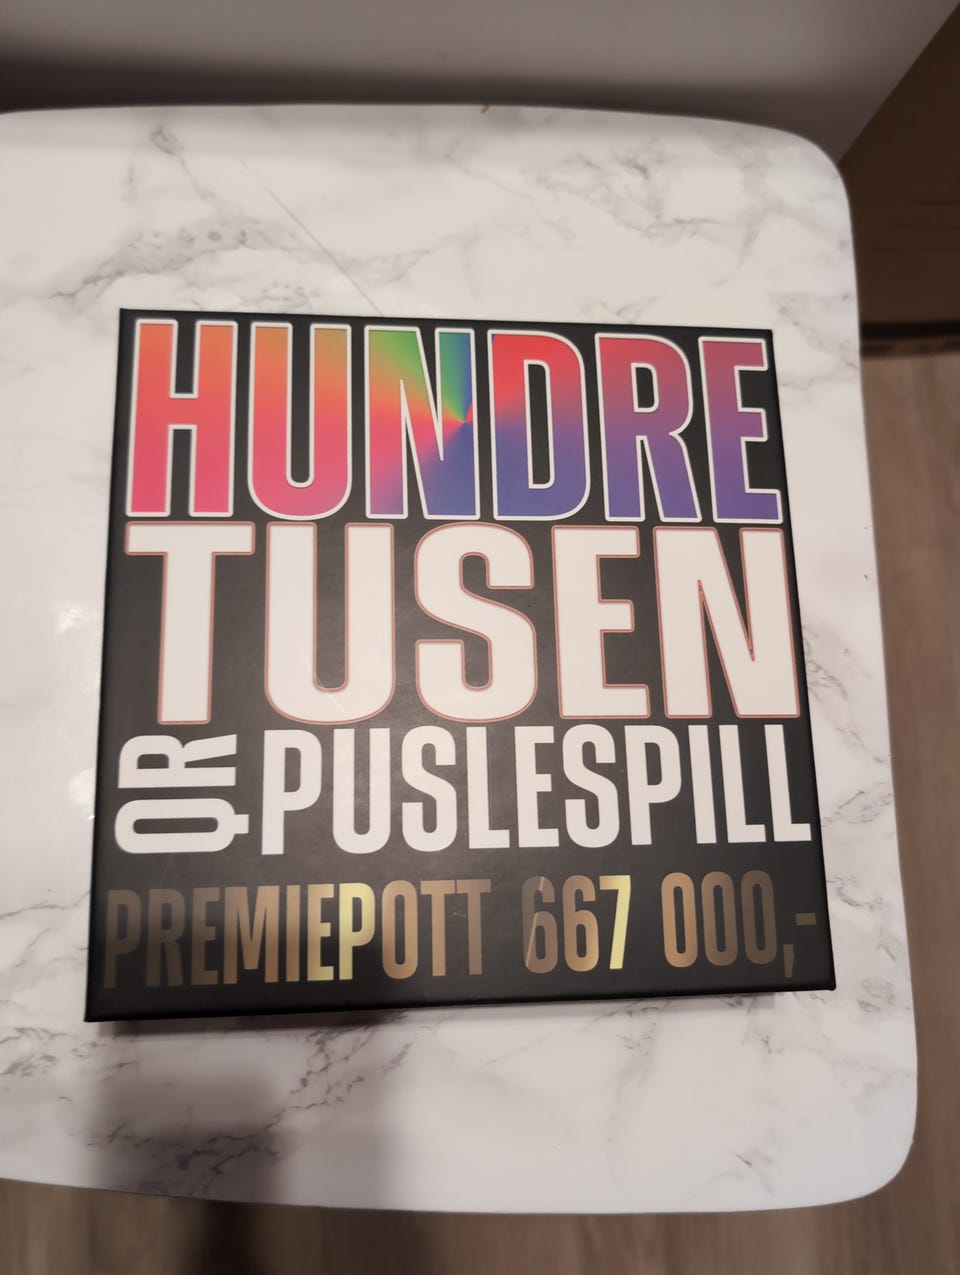 HUNDRE
TUSEN
QR PUSLESPILL
PREMIEPOTT 667 000,-